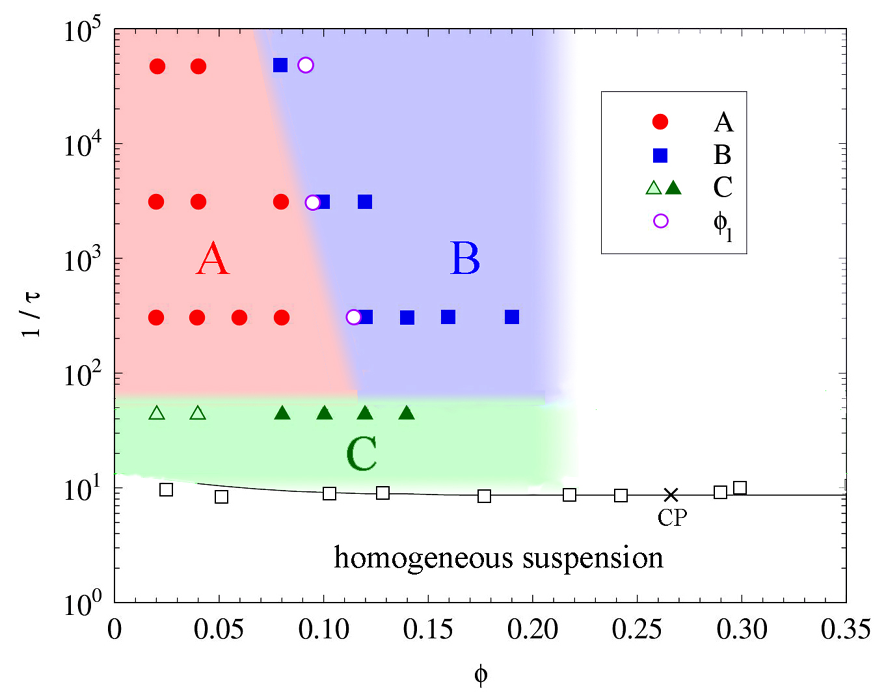 10^5
10^4
10^3
10^2
10^1
10^0
1 / τ
A
B
C
A
B
C
ϕ_l
CP
homogeneous suspension
0 0.05 0.10 0.15 0.20 0.25 0.30 0.35
ϕ